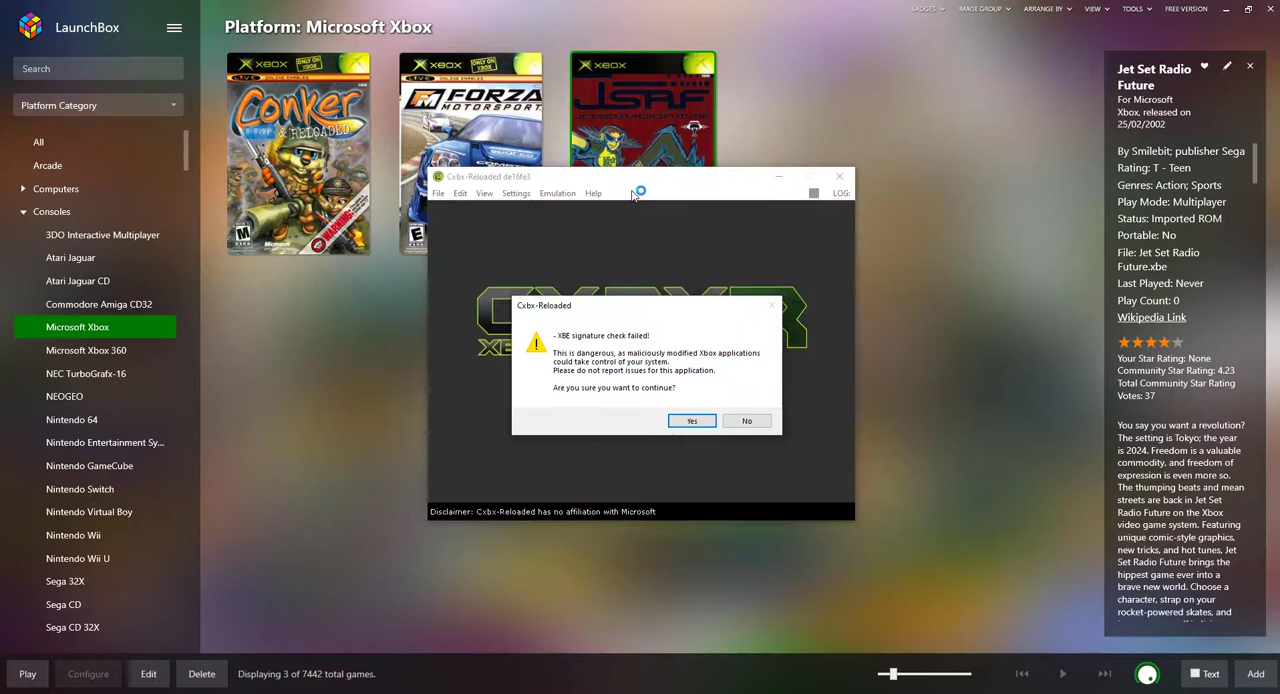 LaunchBox
Platform: Microsoft Xbox
BADGES
IMAGE GROUP
ARRANGE BY
VIEW
TOOLS
FREE VERSION
Search
Platform Category
All
Arcade
Computers
Consoles
3DO Interactive Multiplayer
Atari Jaguar
Atari Jaguar CD
Commodore Amiga CD32
Microsoft Xbox
Microsoft Xbox 360
NEC TurboGrafx-16
NEOGEO
Nintendo 64
Nintendo Entertainment Sy...
Nintendo GameCube
Nintendo Switch
Nintendo Virtual Boy
Nintendo Wii
Nintendo Wii U
Sega 32X
Sega CD
Sega CD 32X
XBOX
ONLY ON XBOX
LIVE
Conker
LIVE & RELOADED
WARNING
M
Microsoft
XBOX
ONLY ON XBOX
FORZA
MOTORSPORT
E
XBOX
JSRF
Cxbx-Reloaded de16fe3
File
Edit
View
Settings
Emulation
Help
LOG:
Cxbx-Reloaded
- XBE signature check failed!
This is dangerous, as maliciously modified Xbox applications
could take control of your system.
Please do not report issues for this application.
Are you sure you want to continue?
Yes
No
Disclaimer: Cxbx-Reloaded has no affiliation with Microsoft
Jet Set Radio
Future
For Microsoft
Xbox, released on
25/02/2002
By Smilebit; publisher Sega
Rating: T - Teen
Genres: Action; Sports
Play Mode: Multiplayer
Status: Imported ROM
Portable: No
File: Jet Set Radio
Future.xbe
Last Played: Never
Play Count: 0
Wikipedia Link
Your Star Rating: None
Community Star Rating: 4.23
Total Community Star Rating
Votes: 37
You say you want a revolution?
The setting is Tokyo; the year
is 2024. Freedom is a valuable
commodity, and freedom of
expression is even more so.
The thumping beats and mean
streets are back in Jet Set
Radio Future on the Xbox
video game system. Featuring
unique comic-style graphics,
new tricks, and hot tunes, Jet
Set Radio Future brings the
hippest game ever into a
brave new world. Choose a
character, strap on your
rocket-powered skates, and
Play
Configure
Edit
Delete
Displaying 3 of 7442 total games.
Text
Add